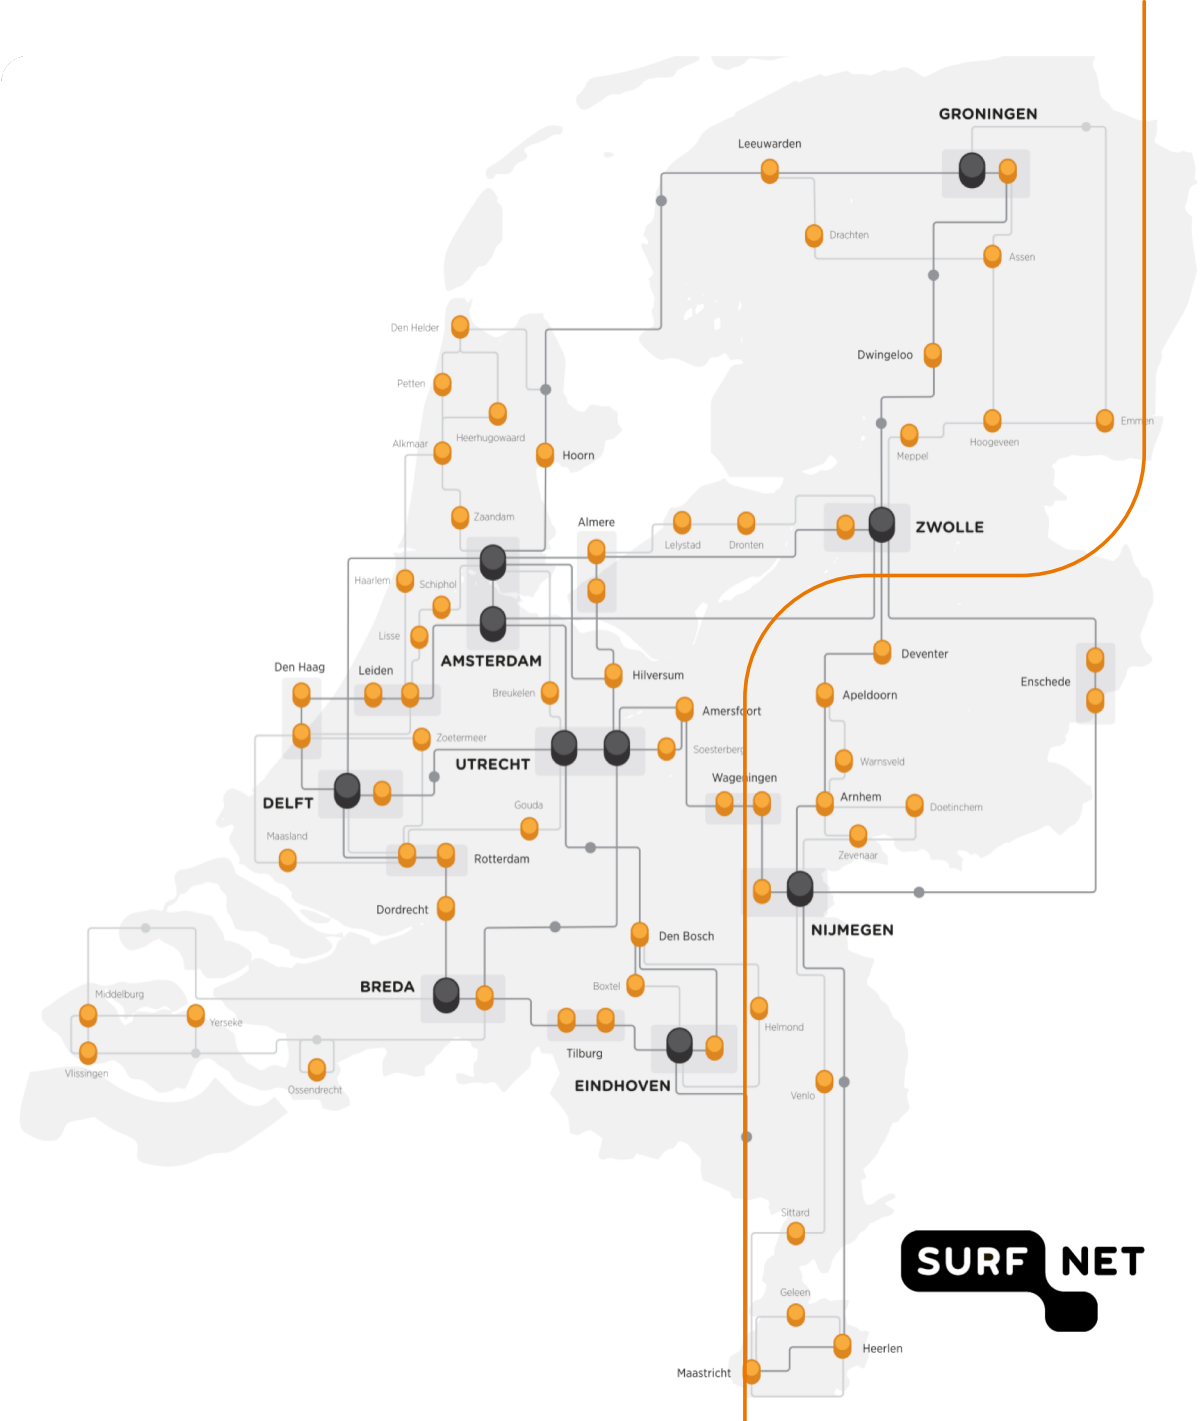 GRONINGEN
Leeuwarden
Drachten
Assen
Den Helder
Dwingeloo
Petten
Heerhugowaard
Alkmaar
Hoorn
Emmen
Hoogeveen
Meppel
Zaandam
Almere
Lelystad
Dronten
ZWOLLE
Haarlem
Schiphol
Lisse
AMSTERDAM
Den Haag
Leiden
Hilversum
Deventer
Enschede
Breukelen
Apeldoorn
Amersfoort
Zoetermeer
Soesterberg
UTRECHT
Warnsveld
Wageningen
Arnhem
DELFT
Gouda
Doetinchem
Maasland
Zevenaar
Rotterdam
Dordrecht
NIJMEGEN
Den Bosch
BREDA
Boxtel
Middelburg
Yerseke
Helmond
Tilburg
Vlissingen
EINDHOVEN
Ossendrecht
Venlo
Sittard
SURF NET
Geleen
Heerlen
Maastricht